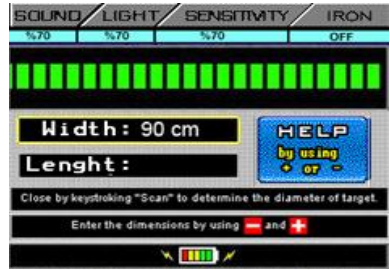 SOUND LIGHT SENSITIVITY IRON
%70 %70 %70 OFF
Width: 90 cm
HELP
by using
+ or -
Lenght:
Close by keystroking "Scan" to determine the diameter of target.
Enter the dimensions by using - and +